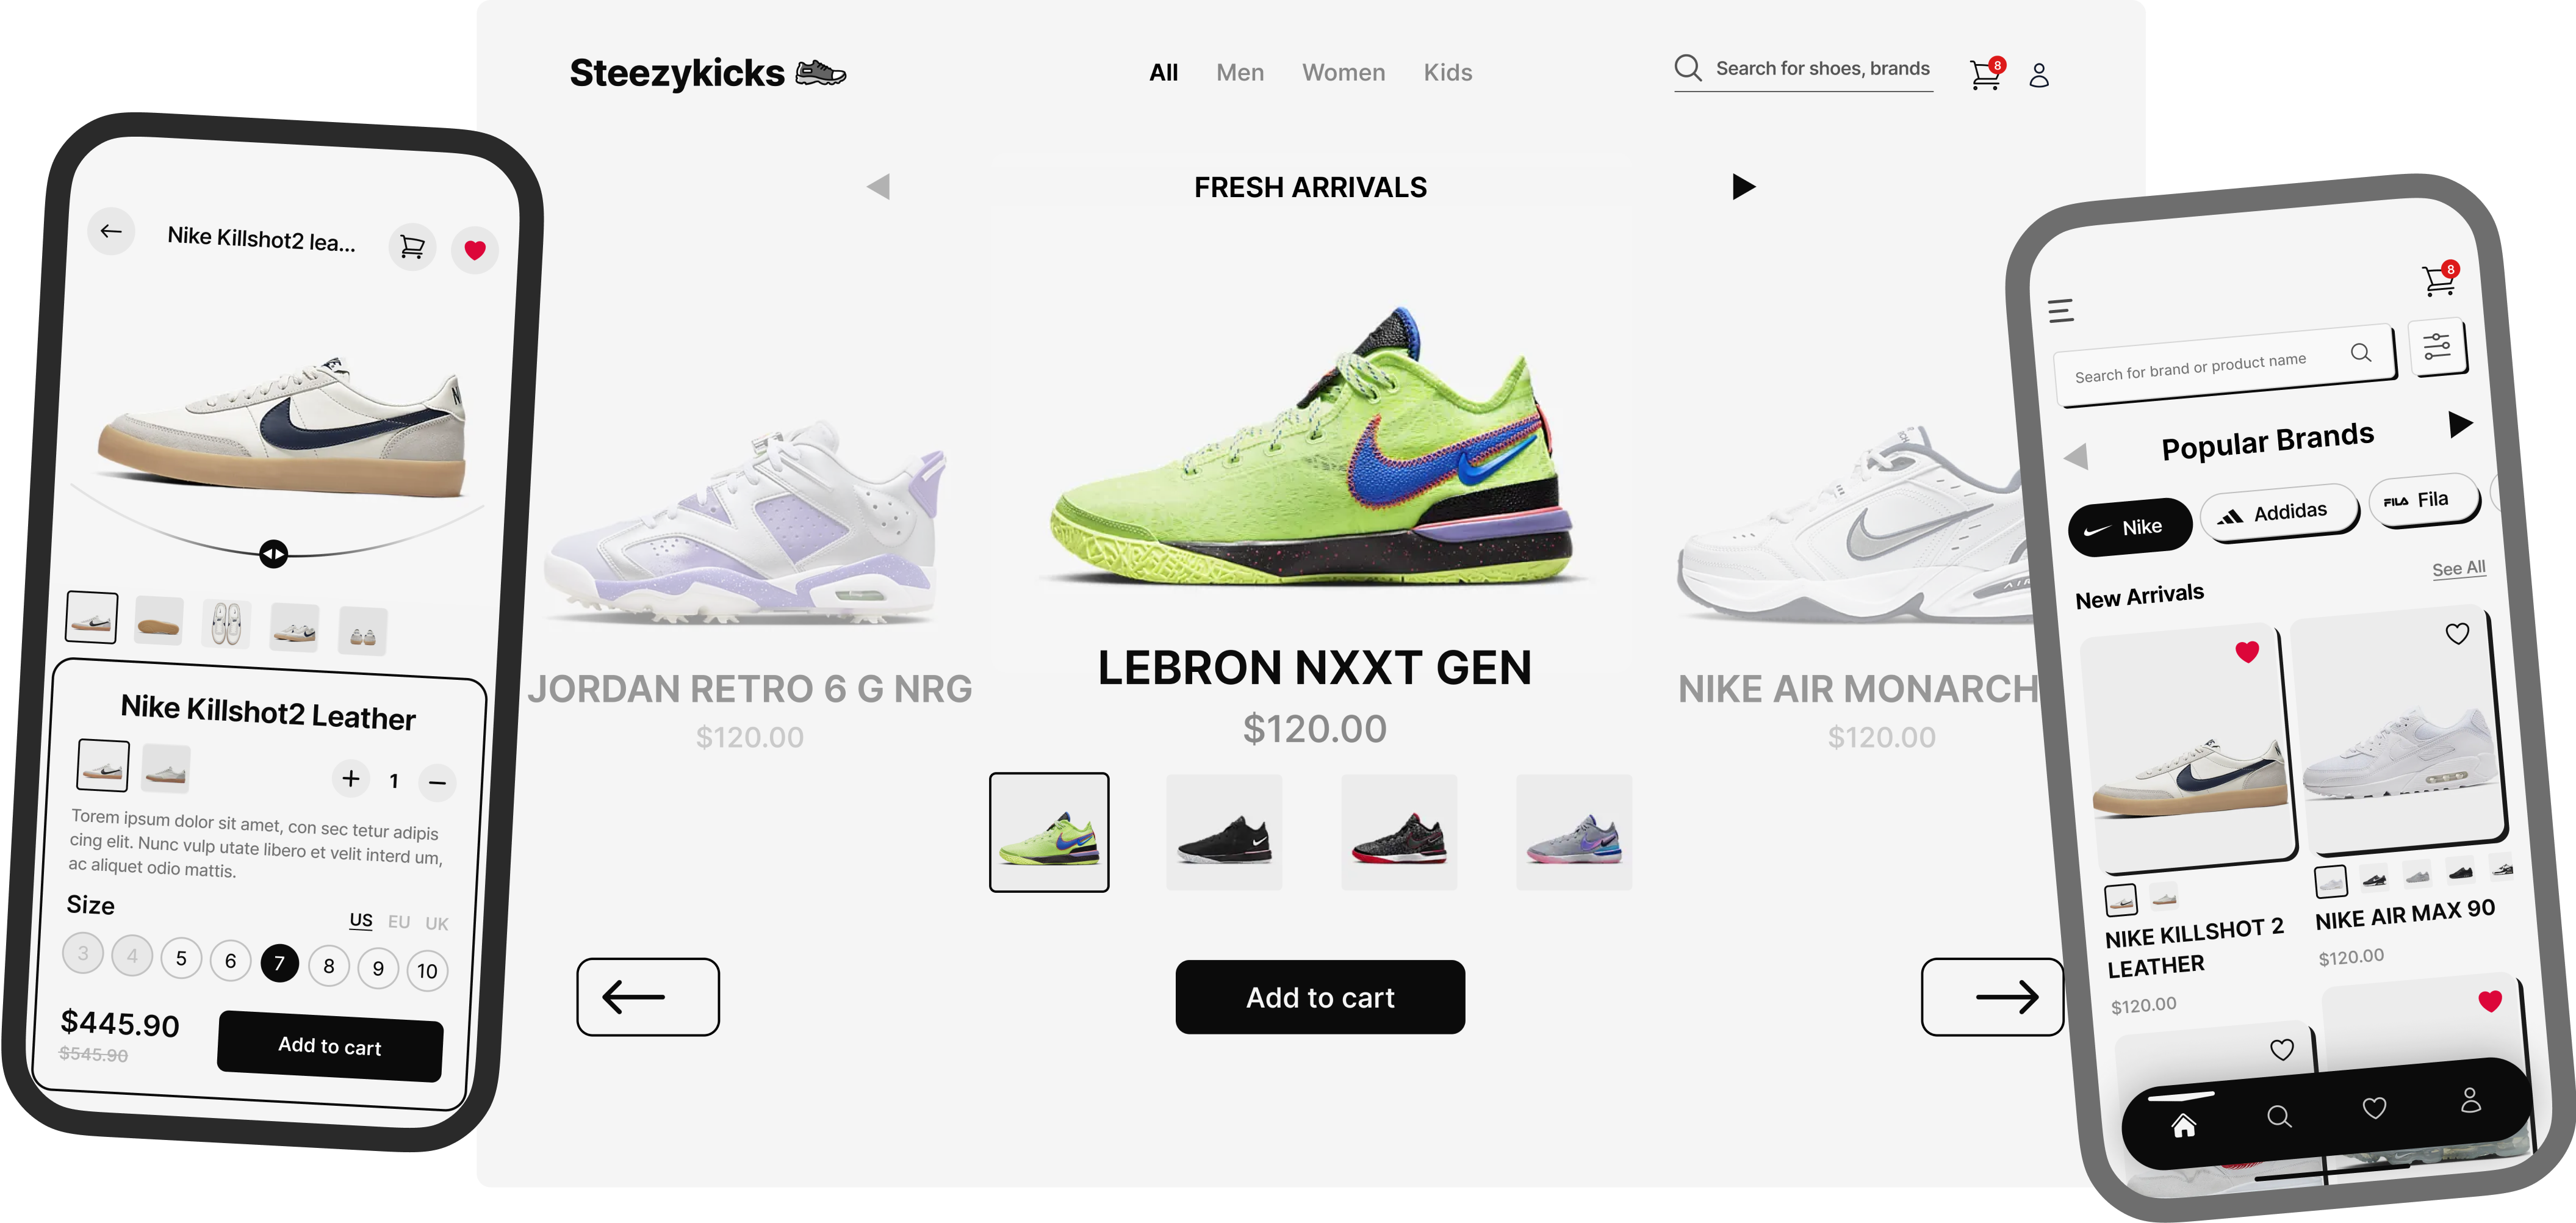 Steezykicks
All Men Women Kids
Search for shoes, brands
8
FRESH ARRIVALS
JORDAN RETRO 6 G NRG
$120.00
LEBRON NXXT GEN
$120.00
NIKE AIR MONARCH
$120.00
Add to cart
Nike Killshot2 lea...
Nike Killshot2 Leather
1
Torem ipsum dolor sit amet, con sec tetur adipis
cing elit. Nunc vulp utate libero et velit interd um,
ac aliquet odio mattis.
Size
US EU UK
3 4 5 6 7 8 9 10
$445.90
$545.90
Add to cart
8
Search for brand or product name
Popular Brands
Nike Addidas FILA Fila
See All
New Arrivals
NIKE KILLSHOT 2
LEATHER
$120.00
NIKE AIR MAX 90
$120.00